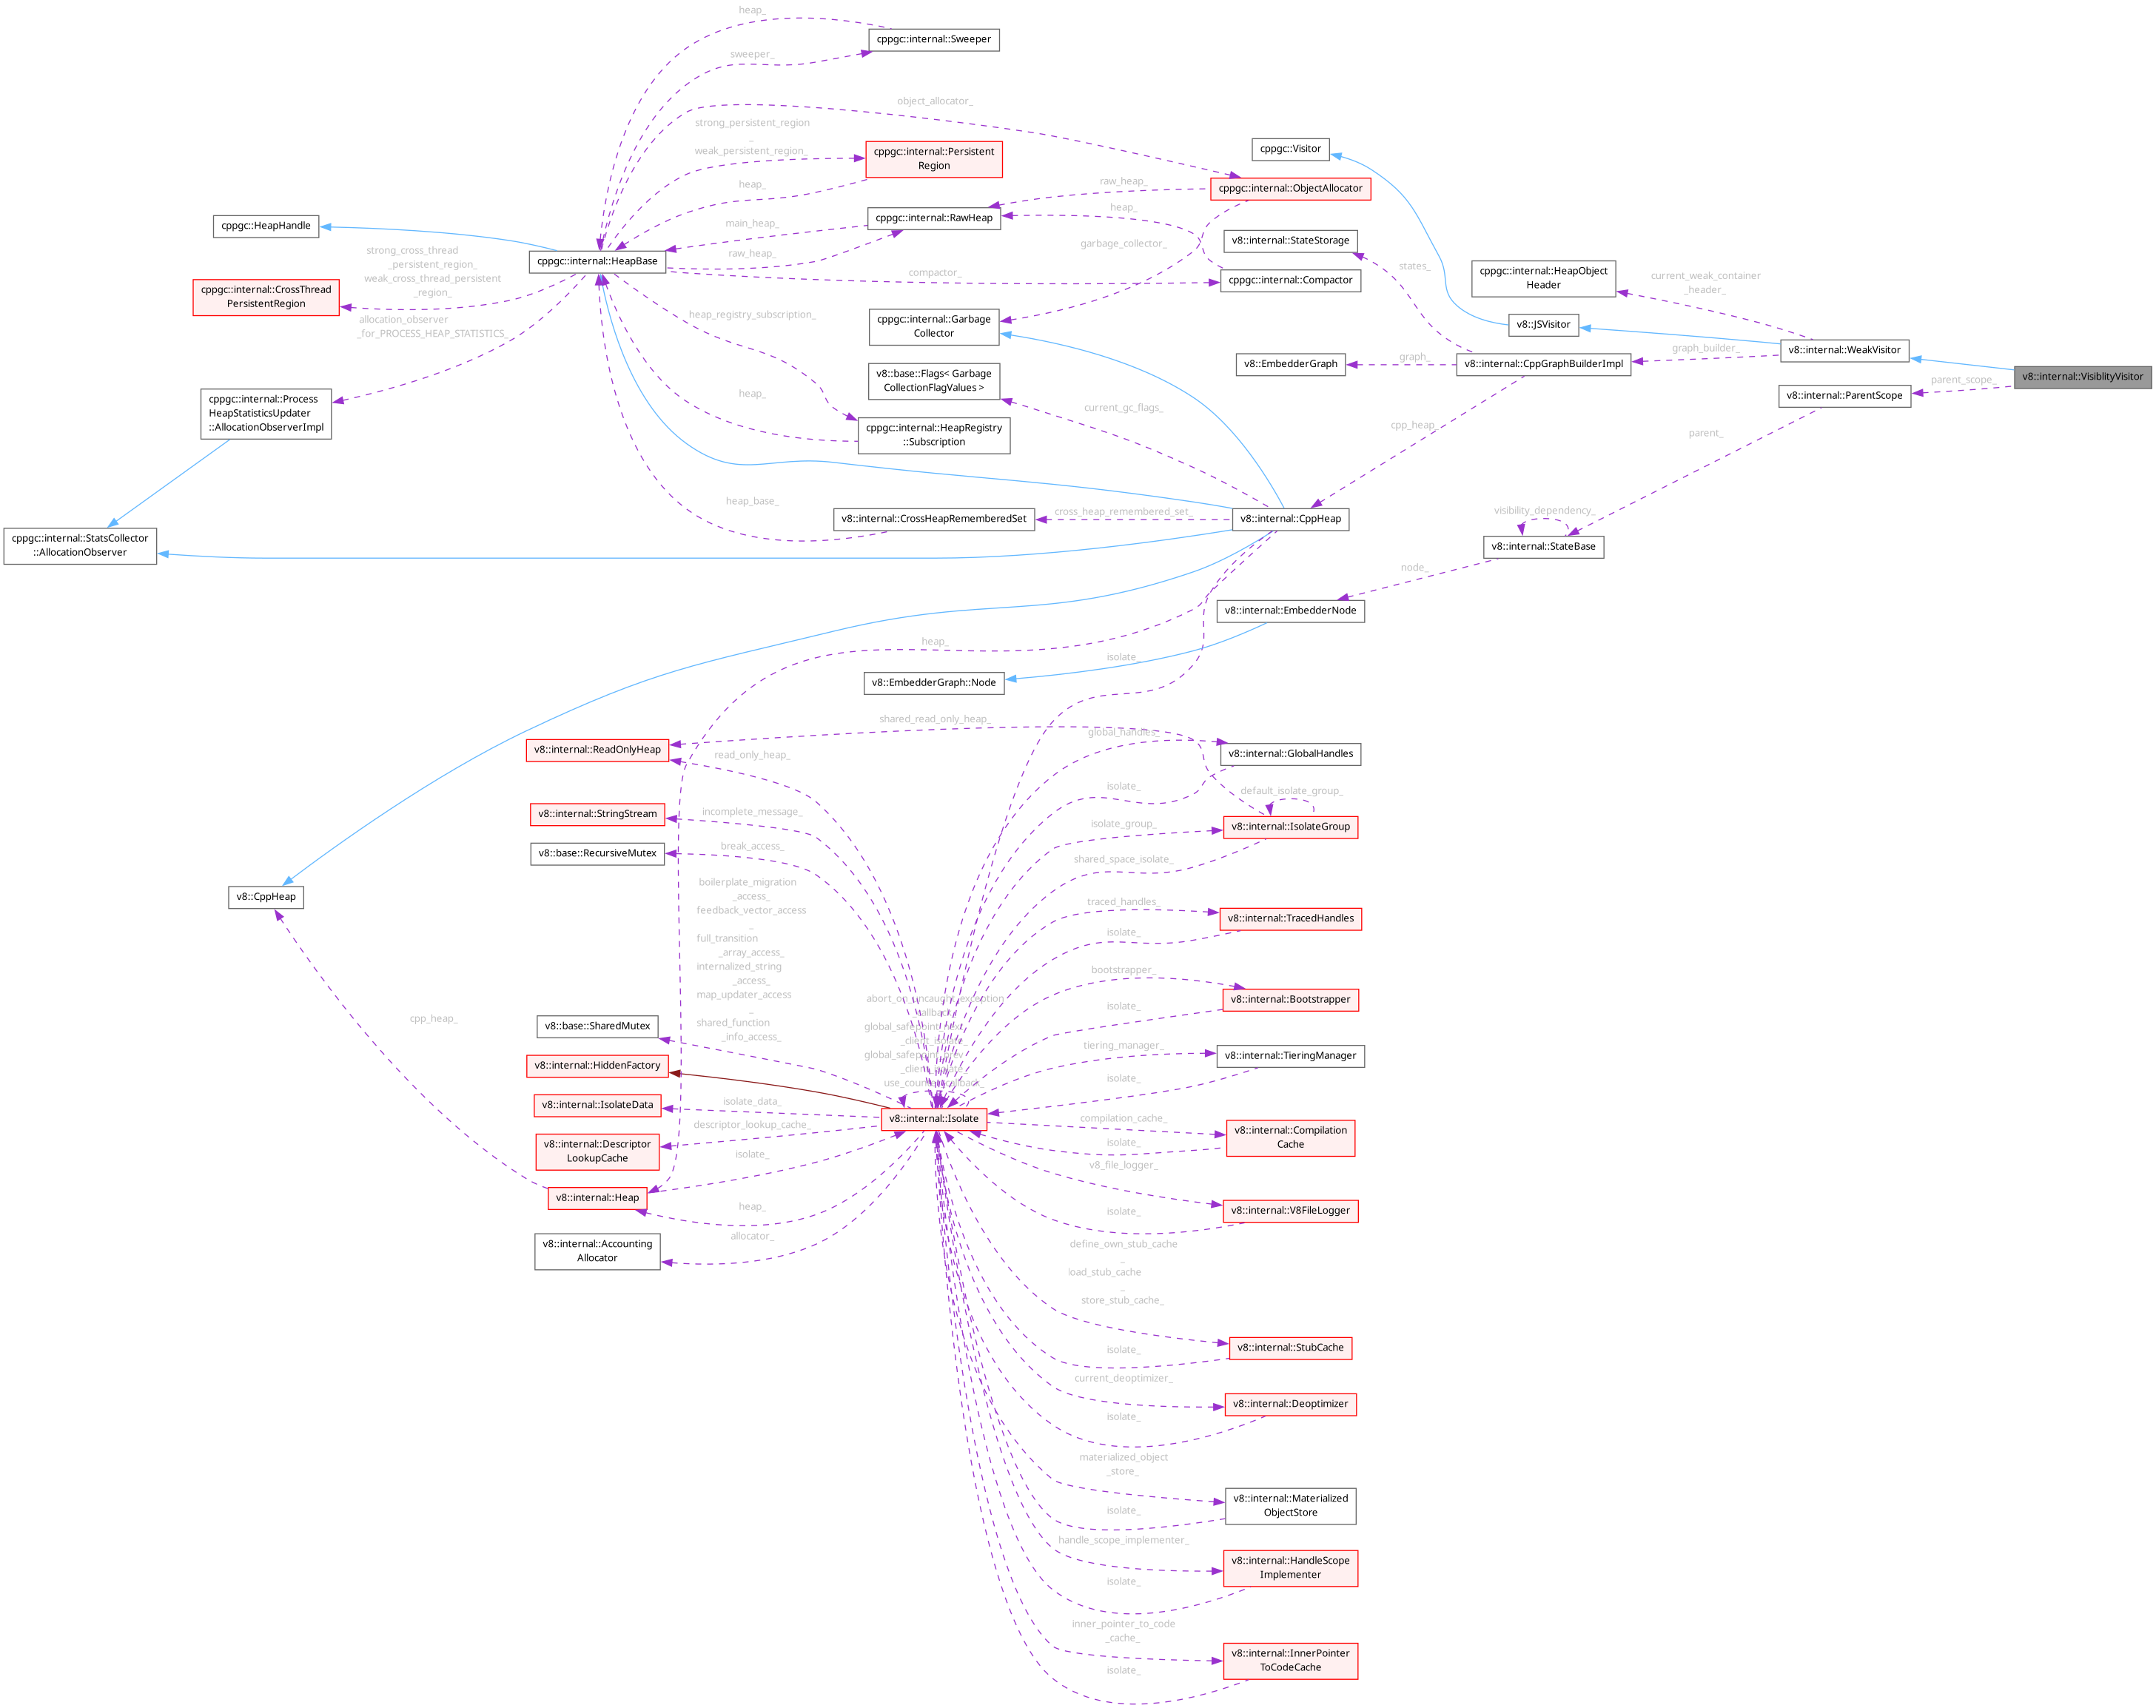 heap_
cppgc::internal::Sweeper
sweeper_
object_allocator_
strong_persistent_region
_
weak_persistent_region_
cppgc::internal::Persistent
Region
heap_
cppgc::Visitor
cppgc::internal::ObjectAllocator
raw_heap_
heap_
cppgc::HeapHandle
cppgc::internal::RawHeap
main_heap_
raw_heap_
cppgc::internal::HeapBase
strong_cross_thread
_persistent_region_
weak_cross_thread_persistent
_region_
cppgc::internal::CrossThread
PersistentRegion
garbage_collector_
v8::internal::StateStorage
states_
compactor_
cppgc::internal::Compactor
cppgc::internal::HeapObject
Header
current_weak_container
_header_
allocation_observer
_for_PROCESS_HEAP_STATISTICS_
heap_registry_subscription_
cppgc::internal::Garbage
Collector
v8::JSVisitor
v8::internal::WeakVisitor
graph_builder_
v8::internal::CppGraphBuilderImpl
graph_
v8::EmbedderGraph
v8::base::Flags< Garbage
CollectionFlagValues >
v8::internal::VisiblityVisitor
parent_scope_
v8::internal::ParentScope
cppgc::internal::Process
HeapStatisticsUpdater
::AllocationObserverImpl
heap_
current_gc_flags_
cpp_heap_
parent_
cppgc::internal::HeapRegistry
::Subscription
heap_base_
v8::internal::CrossHeapRememberedSet
cross_heap_remembered_set_
v8::internal::CppHeap
visibility_dependency_
v8::internal::StateBase
cppgc::internal::StatsCollector
::AllocationObserver
node_
v8::internal::EmbedderNode
heap_
isolate_
v8::EmbedderGraph::Node
shared_read_only_heap_
v8::internal::ReadOnlyHeap
read_only_heap_
global_handles_
v8::internal::GlobalHandles
isolate_
default_isolate_group_
v8::internal::StringStream
incomplete_message_
isolate_group_
v8::internal::IsolateGroup
v8::base::RecursiveMutex
break_access_
shared_space_isolate_
v8::CppHeap
boilerplate_migration
_access_
feedback_vector_access
_
full_transition
_array_access_
internalized_string
_access_
map_updater_access
_
shared_function
_info_access_
traced_handles_
v8::internal::TracedHandles
isolate_
bootstrapper_
v8::internal::Bootstrapper
isolate_
cpp_heap_
v8::base::SharedMutex
abort_on_uncaught_exception
_callback_
global_safepoint_next
_client_isolate_
global_safepoint_prev
_client_isolate_
use_counter_callback_
tiering_manager_
v8::internal::TieringManager
isolate_
v8::internal::HiddenFactory
v8::internal::IsolateData
isolate_data_
v8::internal::Isolate
descriptor_lookup_cache_
v8::internal::Descriptor
LookupCache
compilation_cache_
v8::internal::Compilation
Cache
isolate_
isolate_
v8_file_logger_
v8::internal::Heap
heap_
v8::internal::V8FileLogger
isolate_
allocator_
v8::internal::Accounting
Allocator
define_own_stub_cache
_
load_stub_cache
_
store_stub_cache_
v8::internal::StubCache
isolate_
current_deoptimizer_
v8::internal::Deoptimizer
isolate_
materialized_object
_store_
v8::internal::Materialized
ObjectStore
isolate_
handle_scope_implementer_
v8::internal::HandleScope
Implementer
isolate_
inner_pointer_to_code
_cache_
v8::internal::InnerPointer
ToCodeCache
isolate_